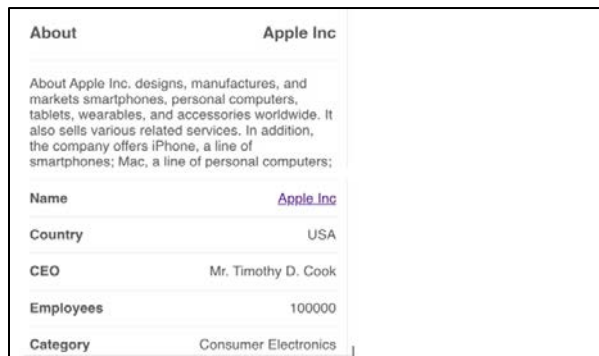 About Apple Inc
About Apple Inc. designs, manufactures, and
markets smartphones, personal computers,
tablets, wearables, and accessories worldwide. It
also sells various related services. In addition,
the company offers iPhone, a line of
smartphones; Mac, a line of personal computers;
Name Apple Inc
Country USA
CEO Mr. Timothy D. Cook
Employees 100000
Category Consumer Electronics